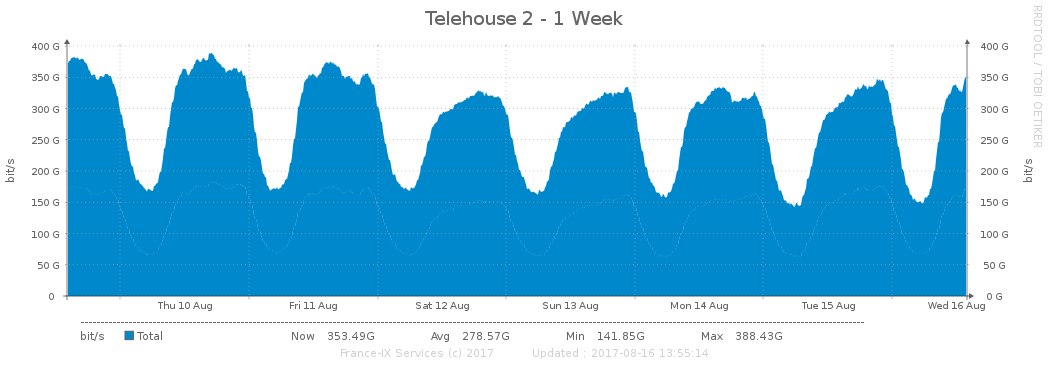 Telehouse 2 - 1 Week
RRDTOOL / TOBI OETIKER
400 G 400 G
350 G 350 G
300 G 300 G
250 G 250 G
200 G 200 G
150 G 150 G
100 G 100 G
50 G 50 G
0 0 G
bit/s bit/s
Thu 10 Aug Fri 11 Aug Sat 12 Aug Sun 13 Aug Mon 14 Aug Tue 15 Aug Wed 16 Aug
bit/s Total Now 353.49G Avg 278.57G Min 141.85G Max 388.43G
France-IX Services (c) 2017 Updated : 2017-08-16 13:55:14